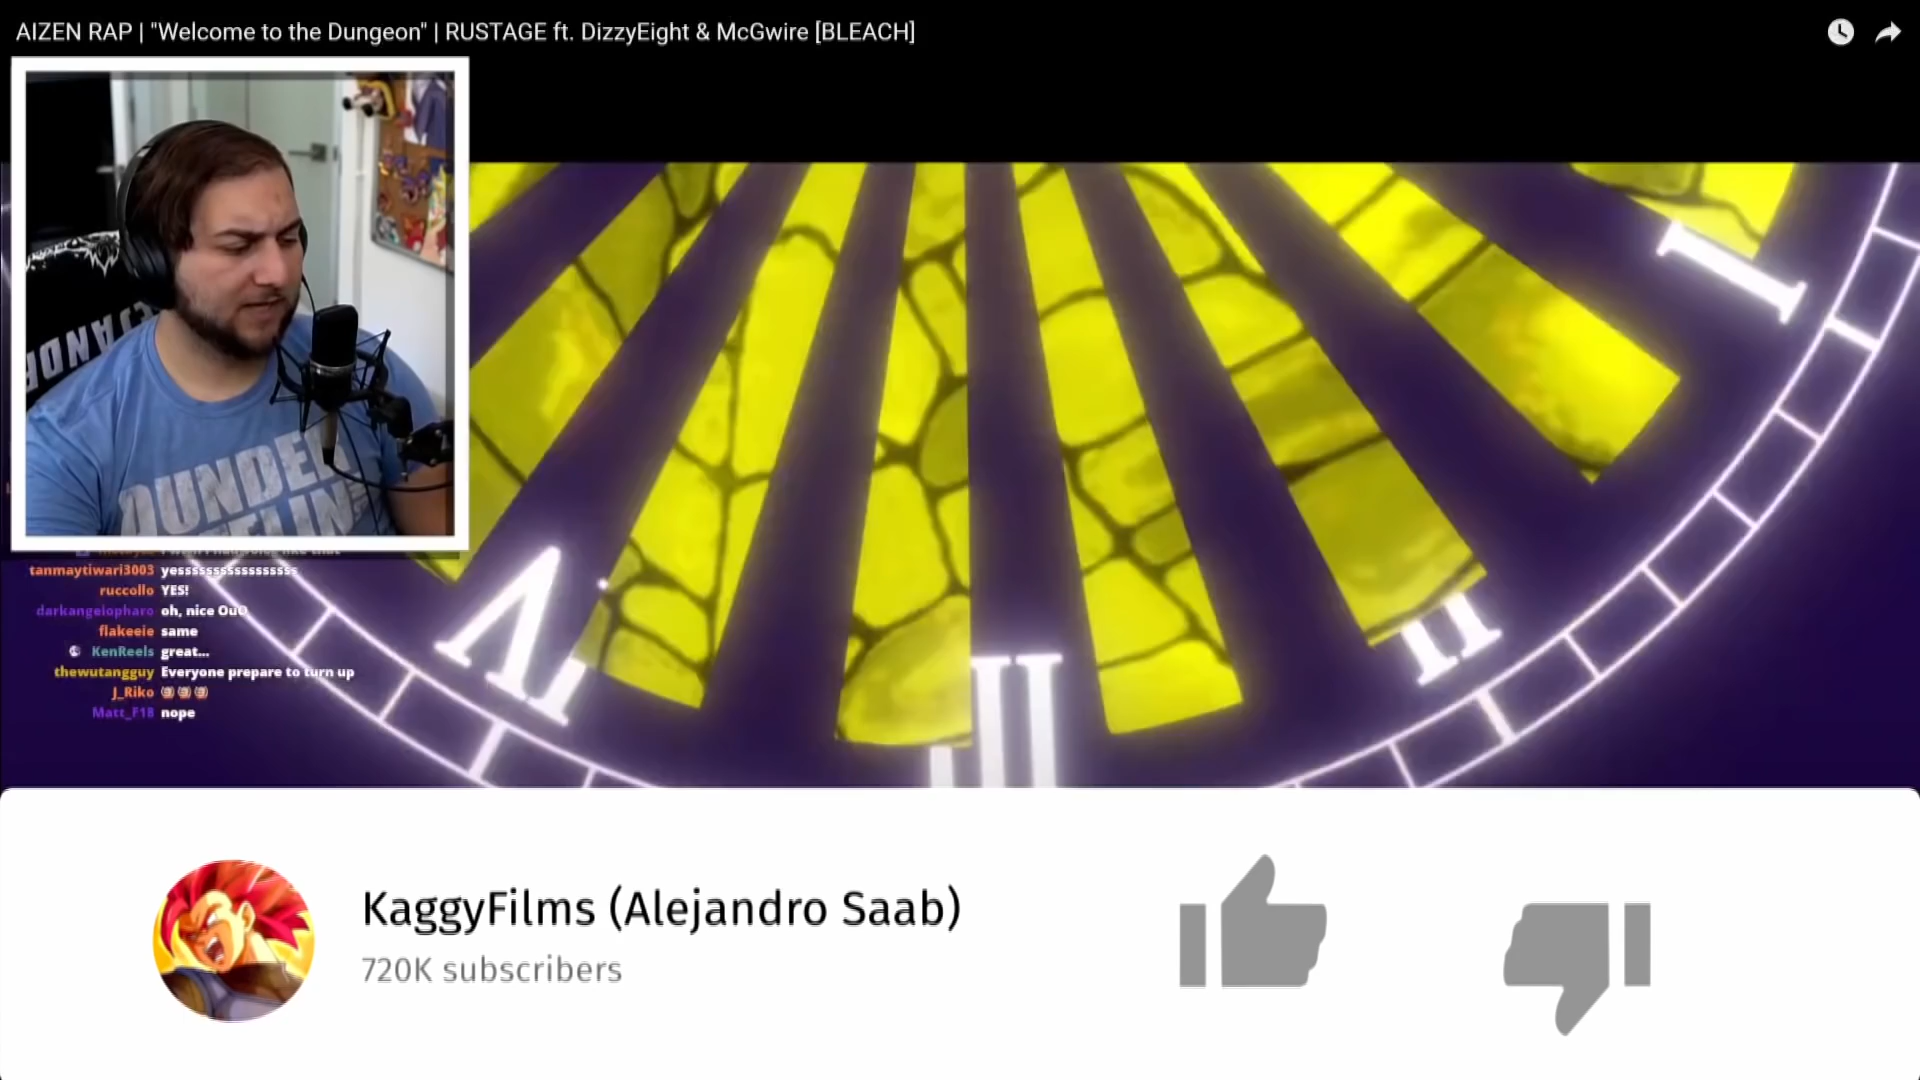 AIZEN RAP | "Welcome to the Dungeon" | RUSTAGE ft. DizzyEight & McGwire [BLEACH]
tanmaytiwari3003 yesssssssssssssssss
ruccollo YES!
darkangelopharo oh, nice OuO
flakeeie same
KenReels great...
thewutangguy Everyone prepare to turn up
J_Riko
Matt_F18 nope
I
II
KaggyFilms (Alejandro Saab)
720K subscribers